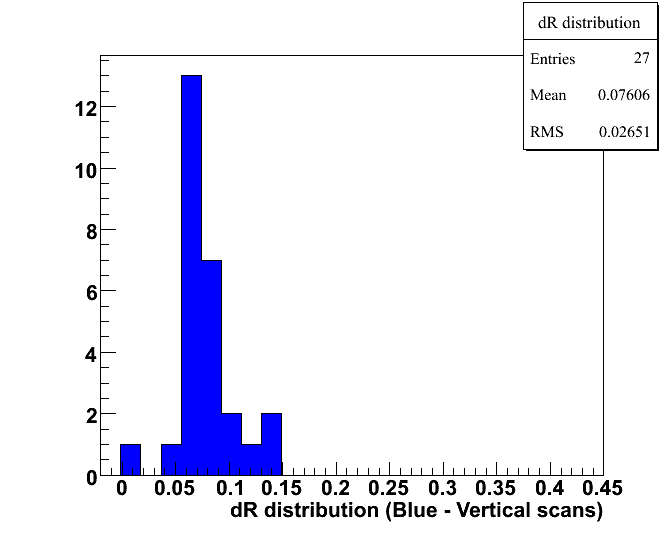 dR distribution
Entries 27
Mean 0.07606
RMS 0.02651
12
10
8
6
4
2
0
0 0.05 0.1 0.15 0.2 0.25 0.3 0.35 0.4 0.45
dR distribution (Blue - Vertical scans)